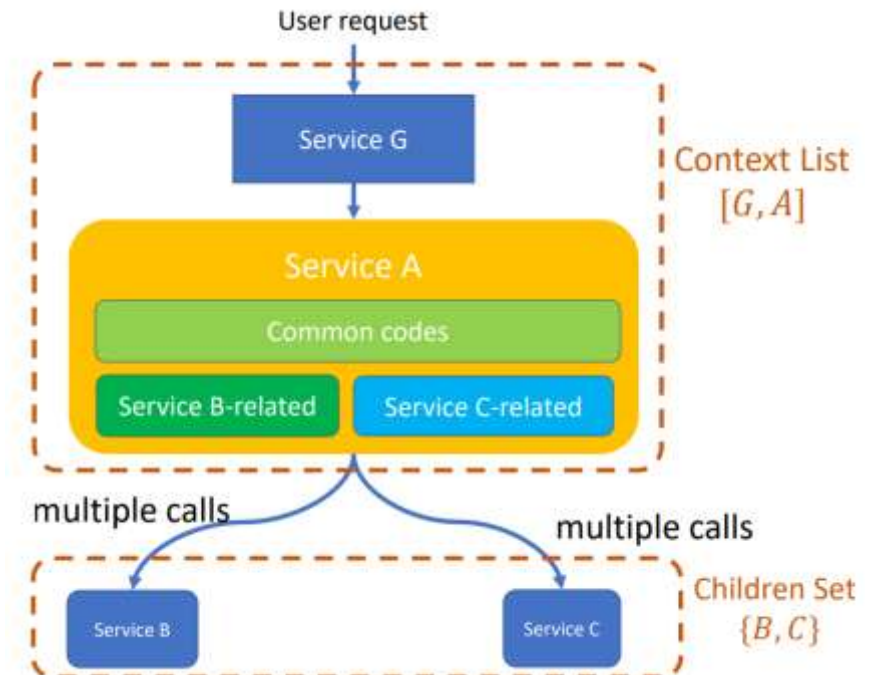 User request
Service G
Context List
[G, A]
Service A
Common codes
Service B-related
Service C-related
multiple calls
multiple calls
Service B
Service C
Children Set
{B, C}